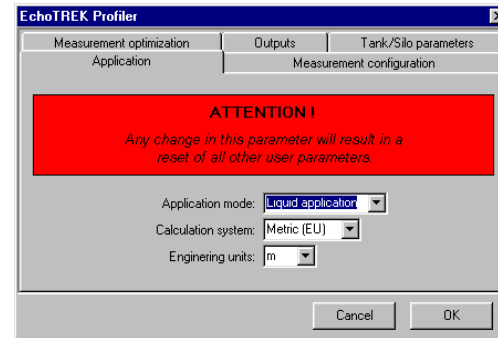 EchoTREK Profiler
Measurement optimization Outputs Tank/Silo parameters
Application Measurement configuration
ATTENTION !
Any change in this parameter will result in a
reset of all other user parameters.
Application mode: Liquid application
Calculation system: Metric (EU)
Enginering units: m
Cancel OK